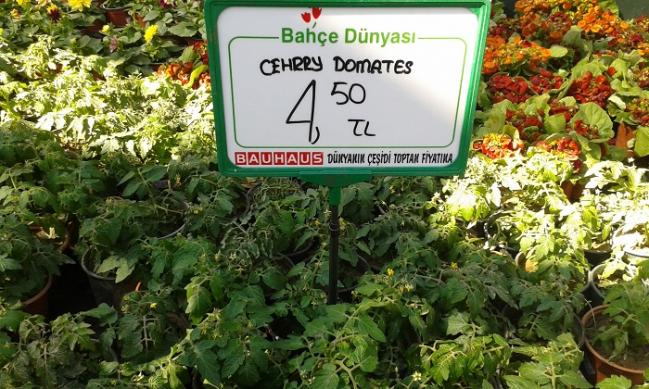 Bahçe Dünyası
CEHRRY DOMATES
4,50
TL
BAUHAUS DÜNYANIN ÇEŞİDİ TOPTAN FİYATINA